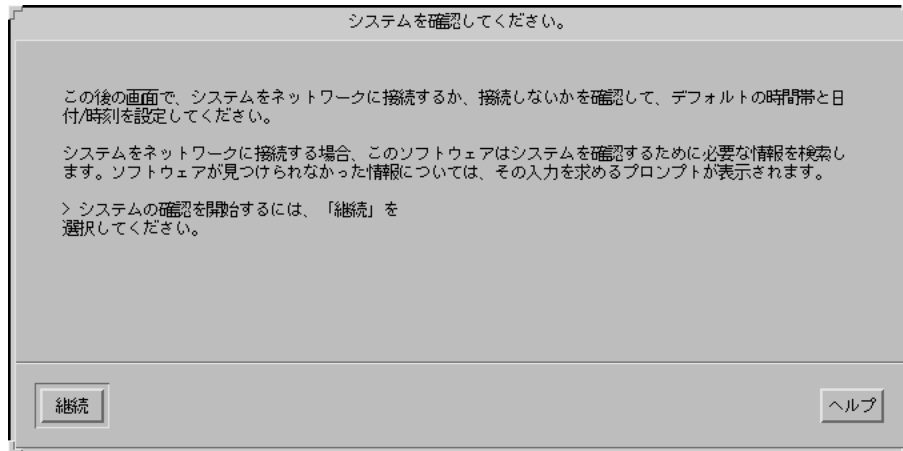 システムを確認してください。
この後の画面で、システムをネットワークに接続するか、接続しないかを確認して、デフォルトの時間帯と日
付/時刻を設定してください。
システムをネットワークに接続する場合、このソフトウェアはシステムを確認するために必要な情報を検索し
ます。ソフトウェアが見つけられなかった情報については、その入力を求めるプロンプトが表示されます。
> システムの確認を開始するには、「継続」を
選択してください。
継続
ヘルプ